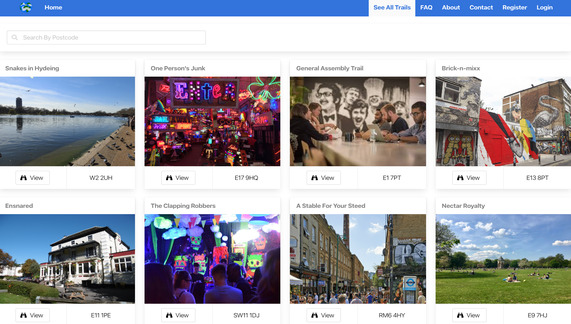 Home See All Trails FAQ About Contact Register Login
Search By Postcode
Snakes in Hydeing One Person's Junk General Assembly Trail Brick-n-mixx
View W2 2UH View E17 9HQ View E1 7PT View E13 8PT
Ensnared The Clapping Robbers A Stable For Your Steed Nectar Royalty
View E11 1PE View SW11 1DJ View RM6 4HY View E9 7HJ